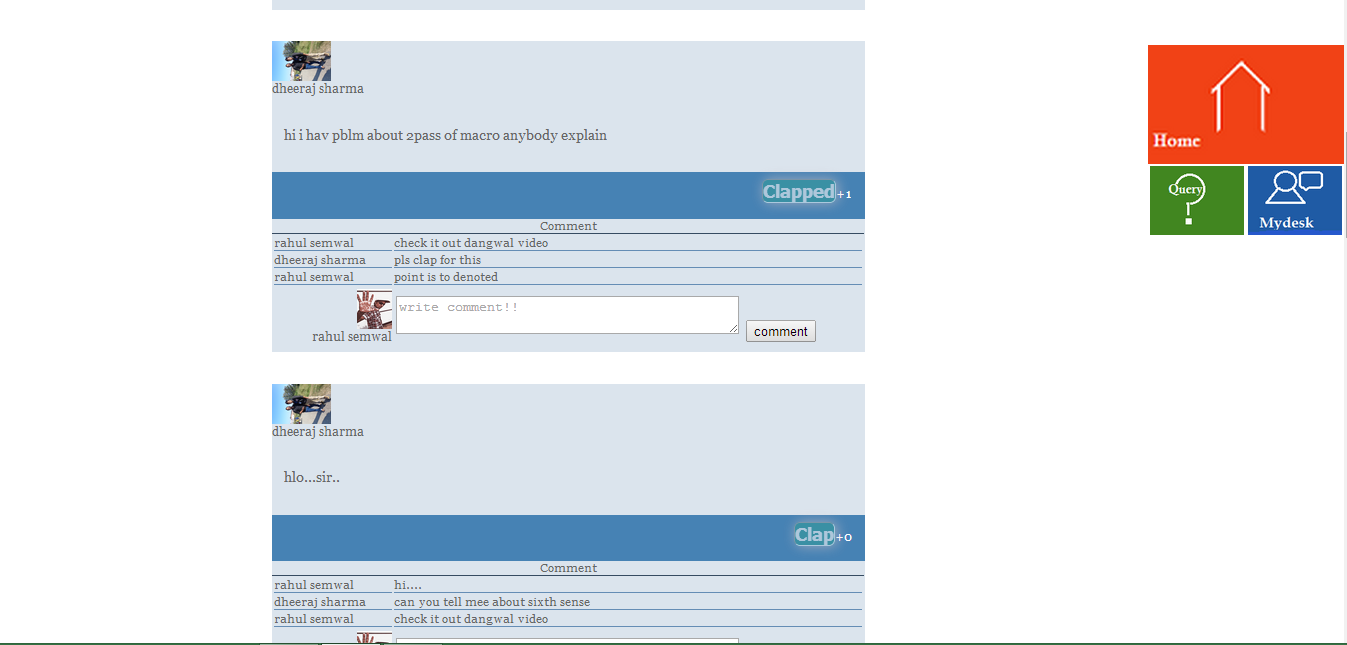 dheeraj sharma
hi i hav pblm about 2pass of macro anybody explain
Clapped+1
Comment
rahul semwal check it out dangwal video
dheeraj sharma pls clap for this
rahul semwal point is to denoted
write comment!!
comment
rahul semwal
dheeraj sharma
hlo...sir..
Clap+0
Comment
rahul semwal hi....
dheeraj sharma can you tell mee about sixth sense
rahul semwal check it out dangwal video
Home
Query
Mydesk